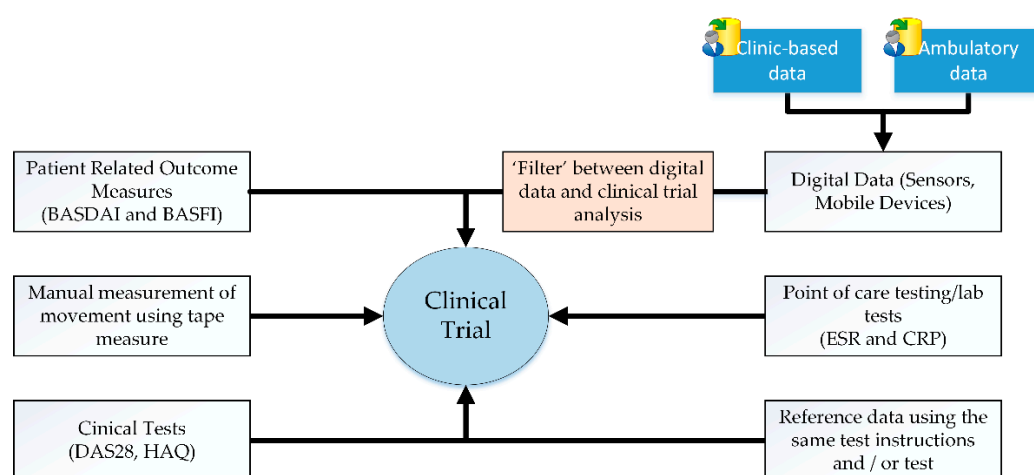 Clinic-based
data
Ambulatory
data
Patient Related Outcome
Measures
(BASDAI and BASFI)
'Filter' between digital
data and clinical trial
analysis
Digital Data (Sensors,
Mobile Devices)
Manual measurement of
movement using tape
measure
Clinical
Trial
Point of care testing/lab
tests
(ESR and CRP)
Cinical Tests
(DAS28, HAQ)
Reference data using the
same test instructions
and / or test